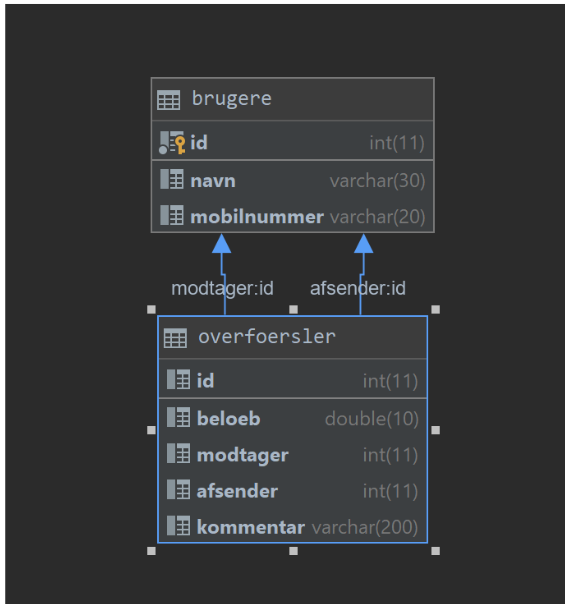 brugere
id int(11)
navn varchar(30)
mobilnummer varchar(20)
modtager:id afsender:id
overfoersler
id int(11)
beloeb double(10)
modtager int(11)
afsender int(11)
kommentar varchar(200)